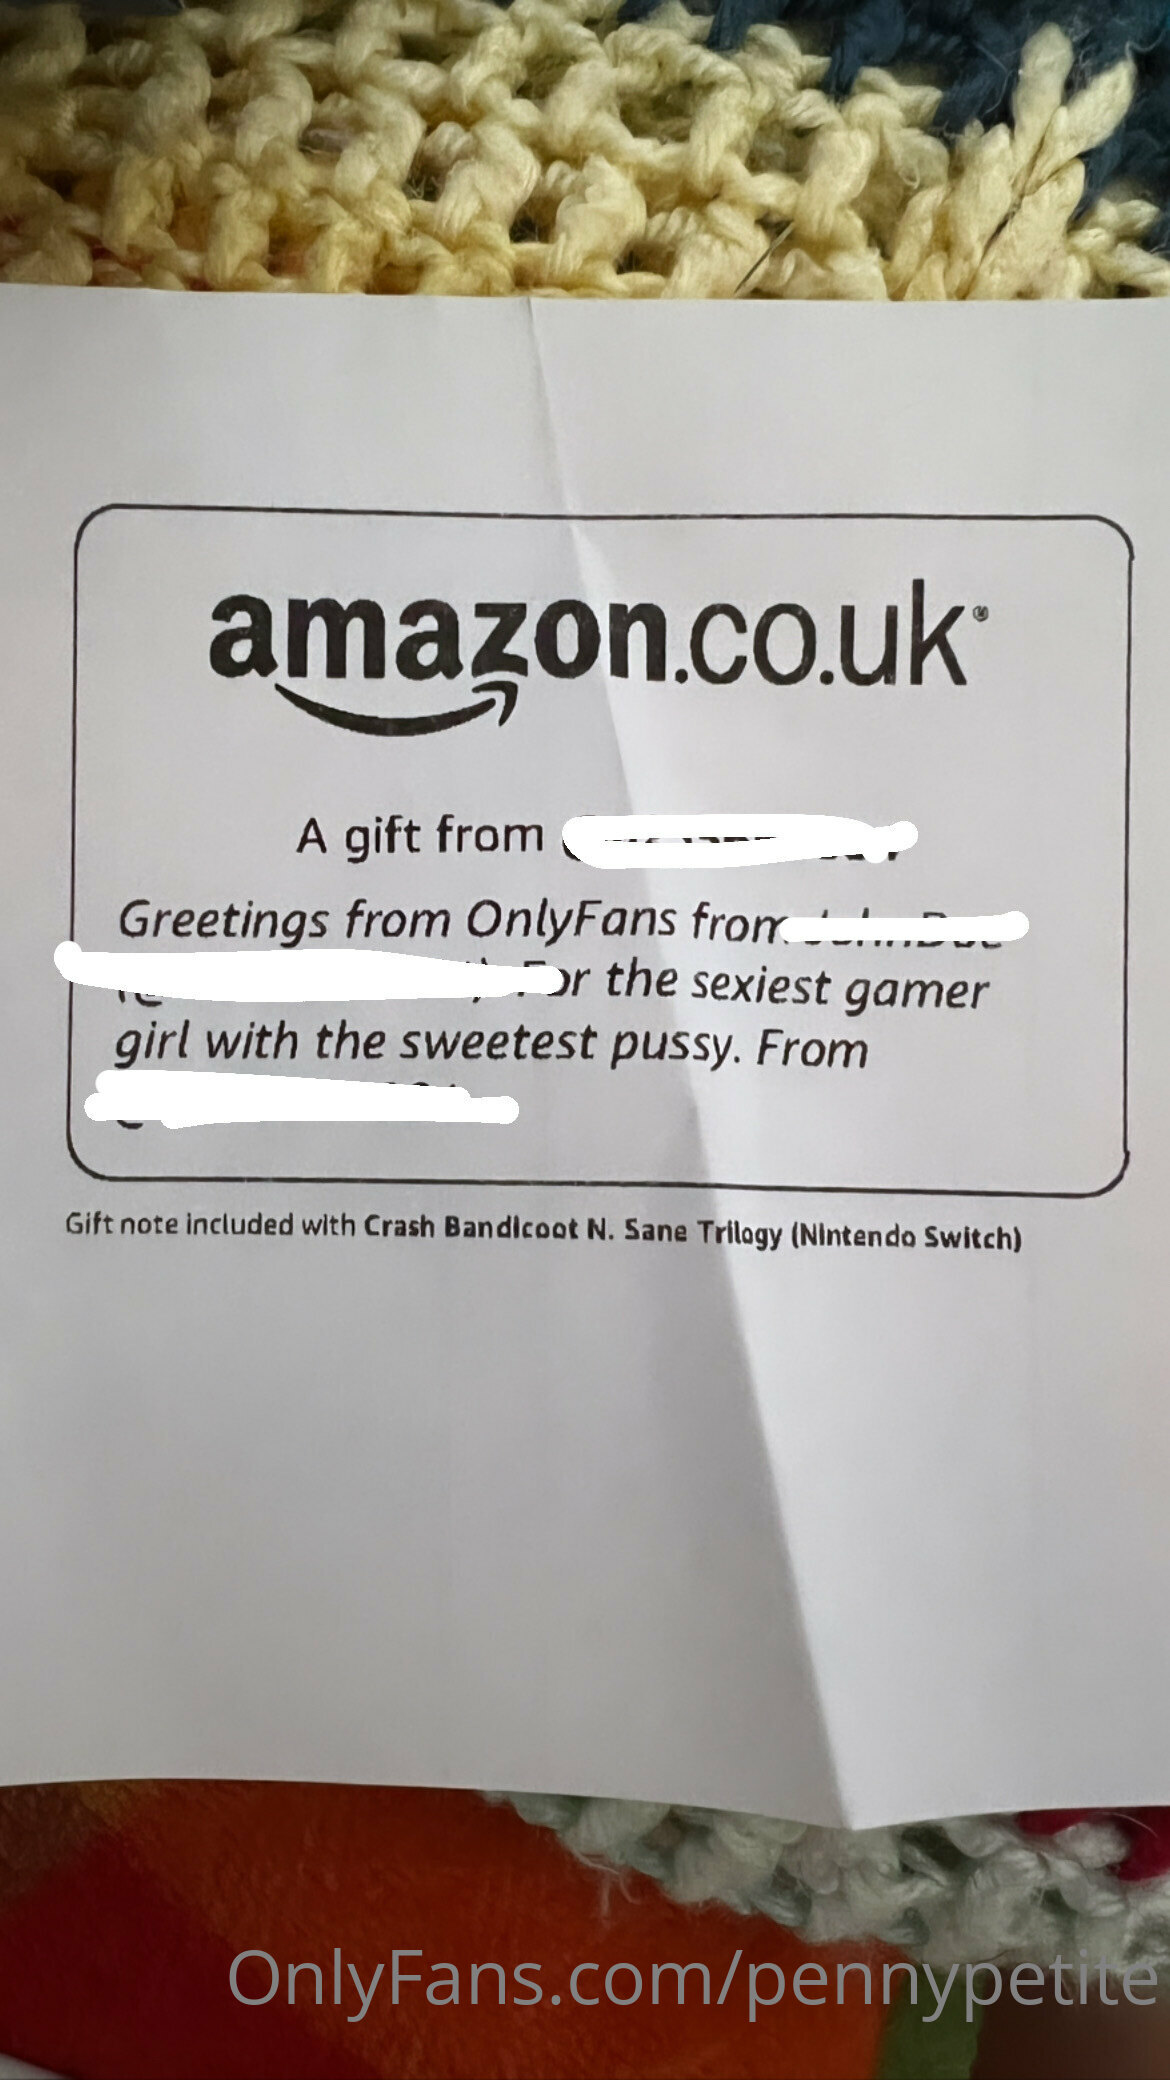 amazon.co.uk
A gift from
Greetings from OnlyFans from
For the sexiest gamer
girl with the sweetest pussy. From
Gift note included with Crash Bandicoot N. Sane Trilogy (Nintendo Switch)
OnlyFans.com/pennypetite